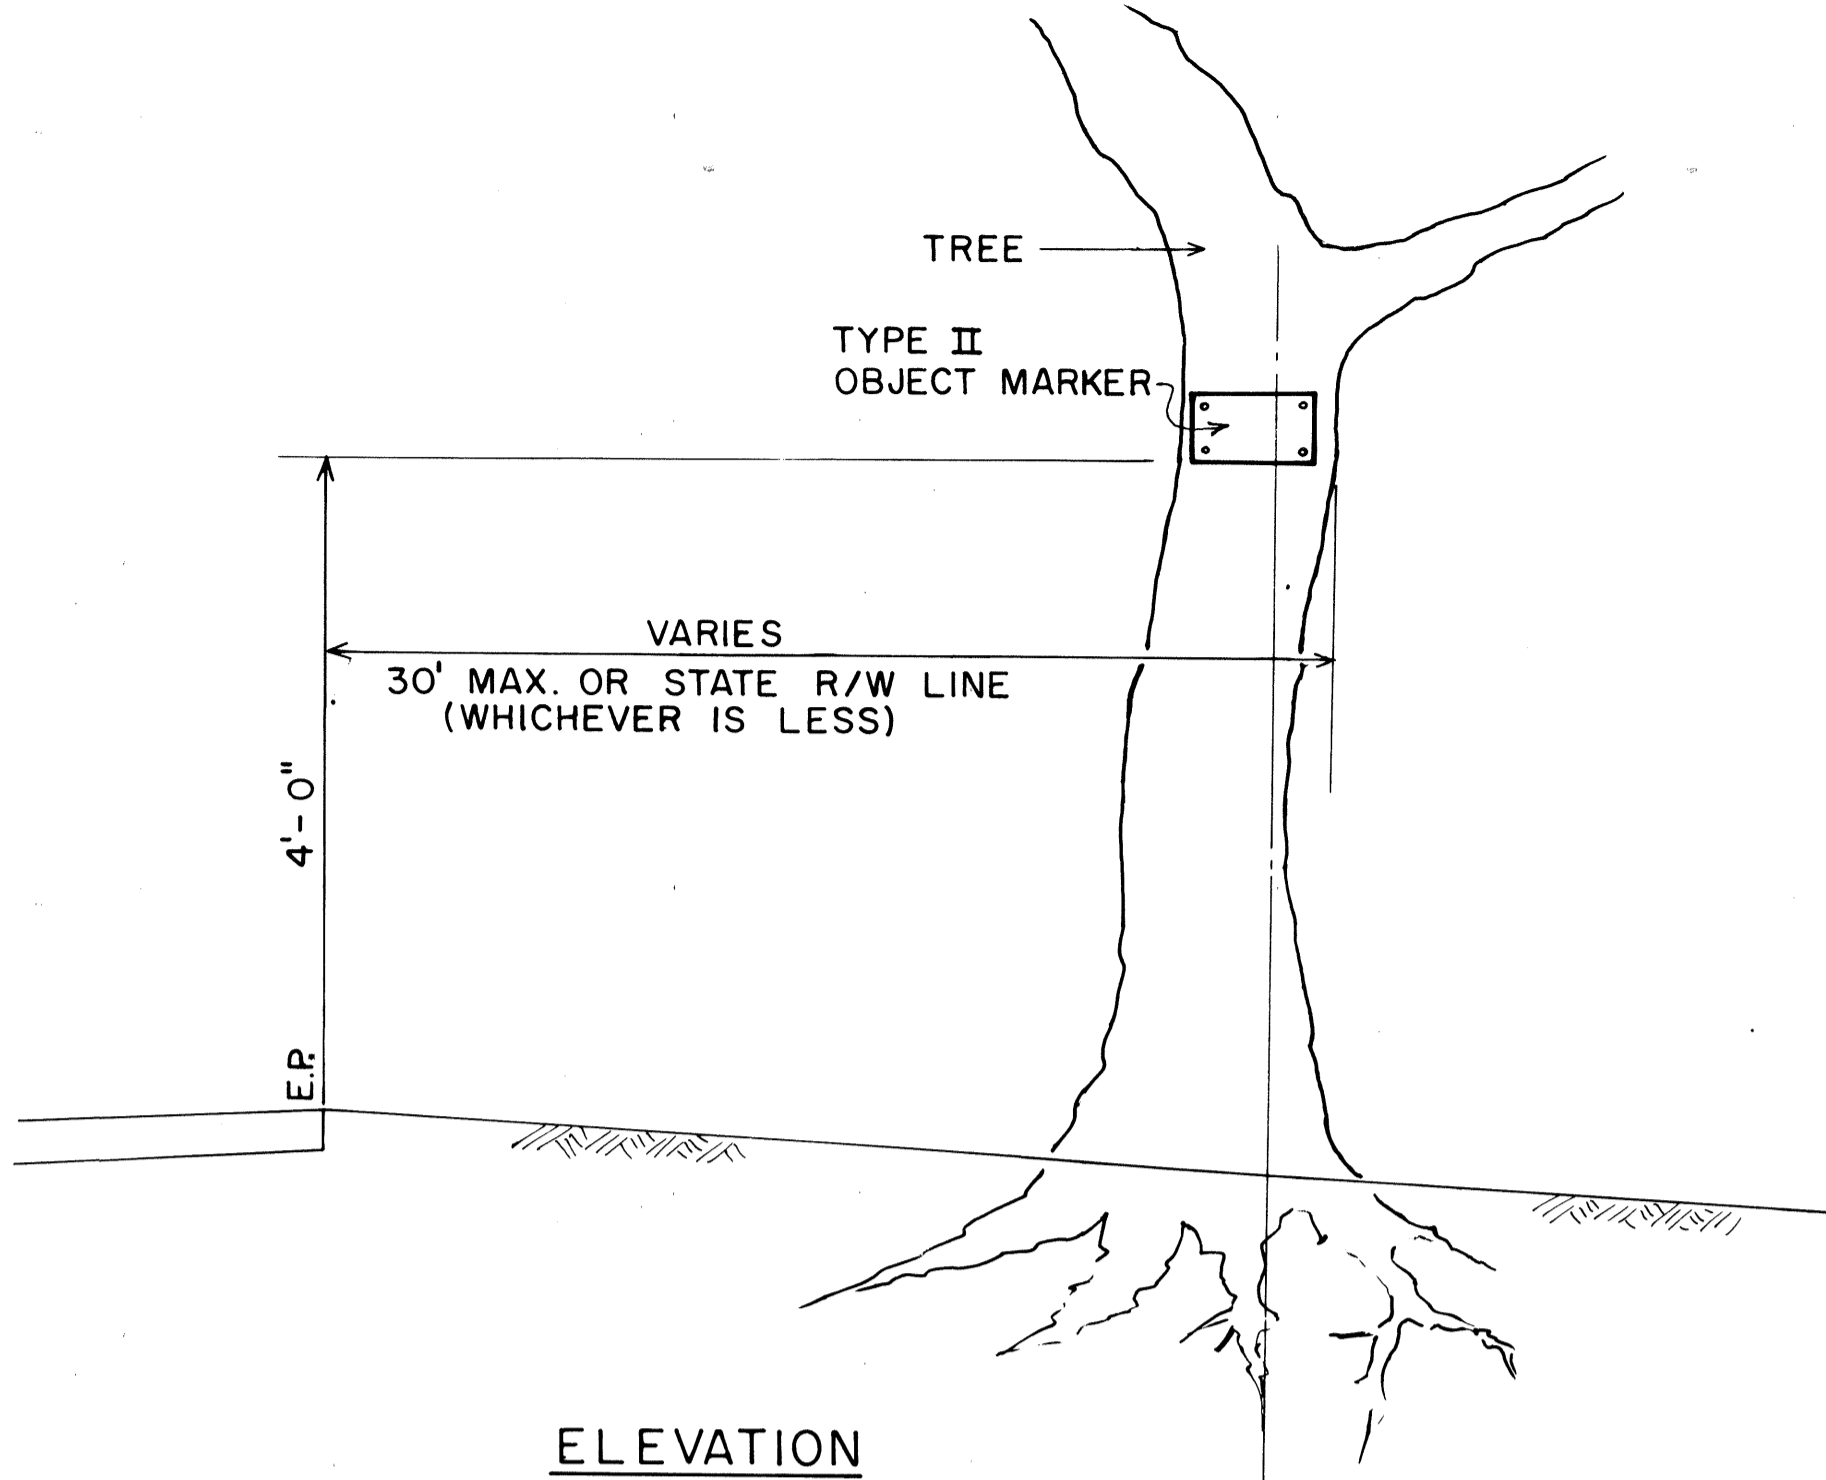 TREE
TYPE II
OBJECT MARKER
VARIES
30' MAX. OR STATE R/W LINE
(WHICHEVER IS LESS)
4'-0"
E.P.
ELEVATION